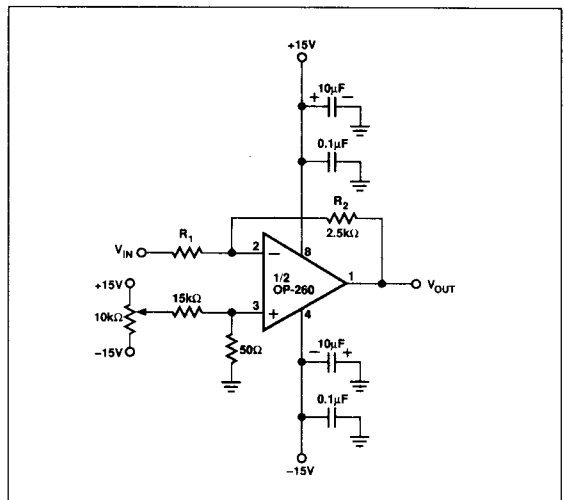 +15V
+ 10µF −
0.1µF
R2
2.5kΩ
R1
VIN
2 −
8
1/2
OP-260
1
VOUT
+15V
10kΩ
15kΩ
3 +
4
−15V
50Ω
− 10µF +
0.1µF
−15V